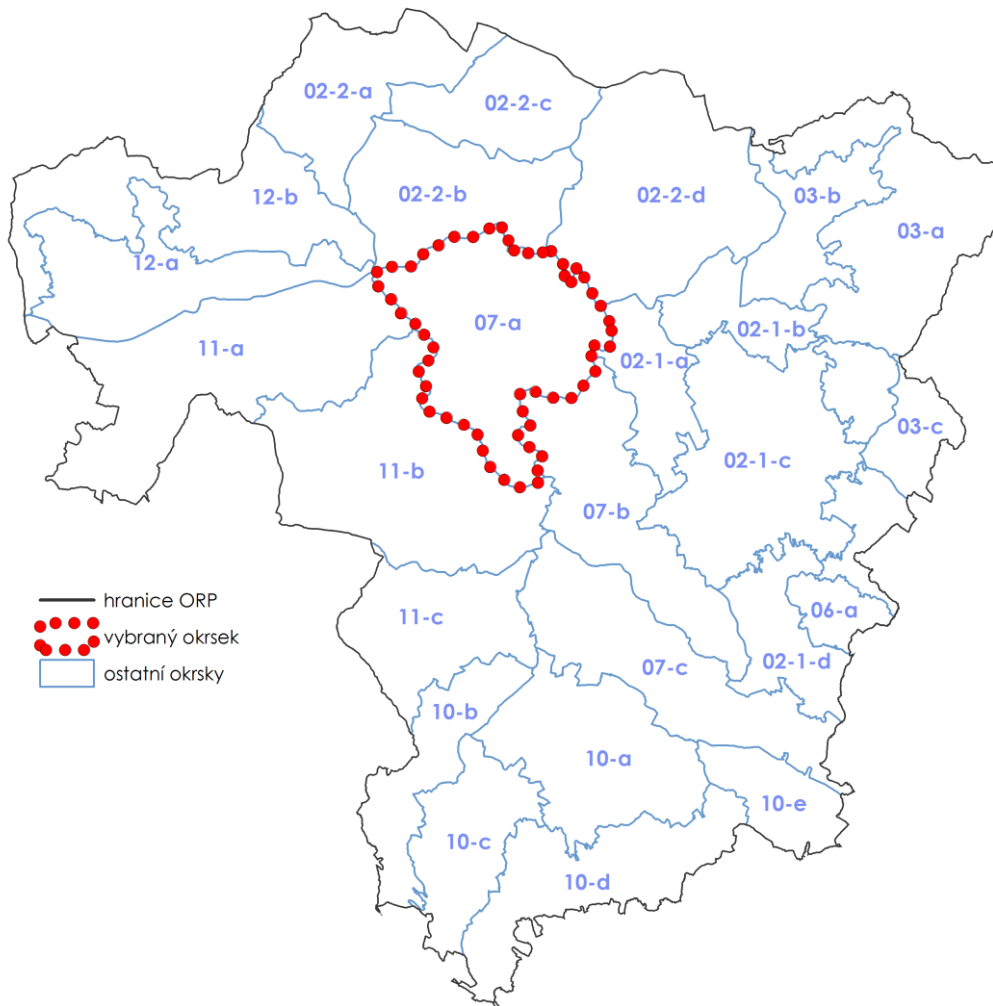 02-2-a
02-2-c
12-b
02-2-b
02-2-d
03-b
03-a
12-a
07-a
02-1-b
11-a
02-1-a
03-c
11-b
02-1-c
07-b
hranice ORP
vybraný okrsek
ostatní okrsky
11-c
06-a
07-c
02-1-d
10-b
10-a
10-e
10-c
10-d